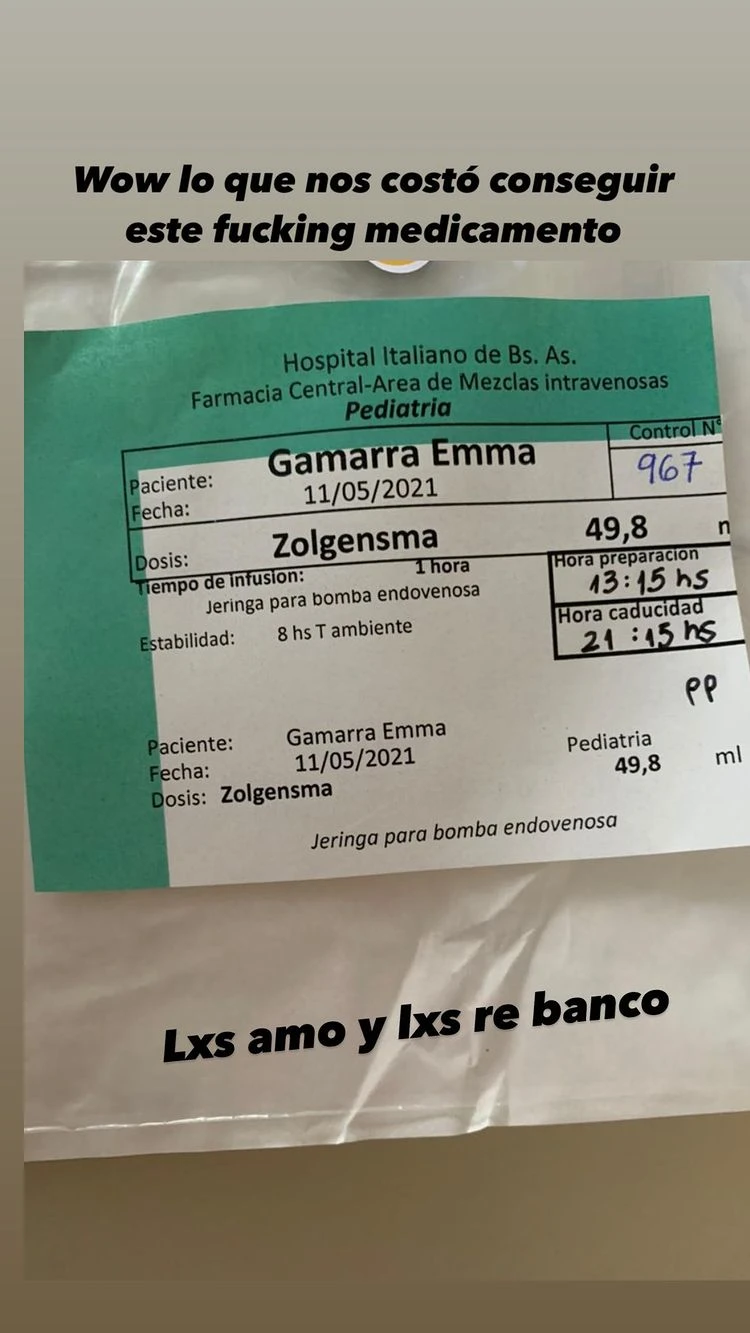 Wow lo que nos costó conseguir
este fucking medicamento
Hospital Italiano de Bs. As.
Farmacia Central-Area de Mezclas intravenosas
Pediatria
Paciente: Gamarra Emma Control N°
Fecha: 11/05/2021 967
Dosis: Zolgensma 49,8
Tiempo de infusion: 1 hora Hora preparacion
Jeringa para bomba endovenosa 13:15 hs
Hora caducidad
Estabilidad: 8 hs T ambiente 21:15 hs
PP
Paciente: Gamarra Emma Pediatria
Fecha: 11/05/2021 49,8 ml
Dosis: Zolgensma
Jeringa para bomba endovenosa
Lxs amo y lxs re banco